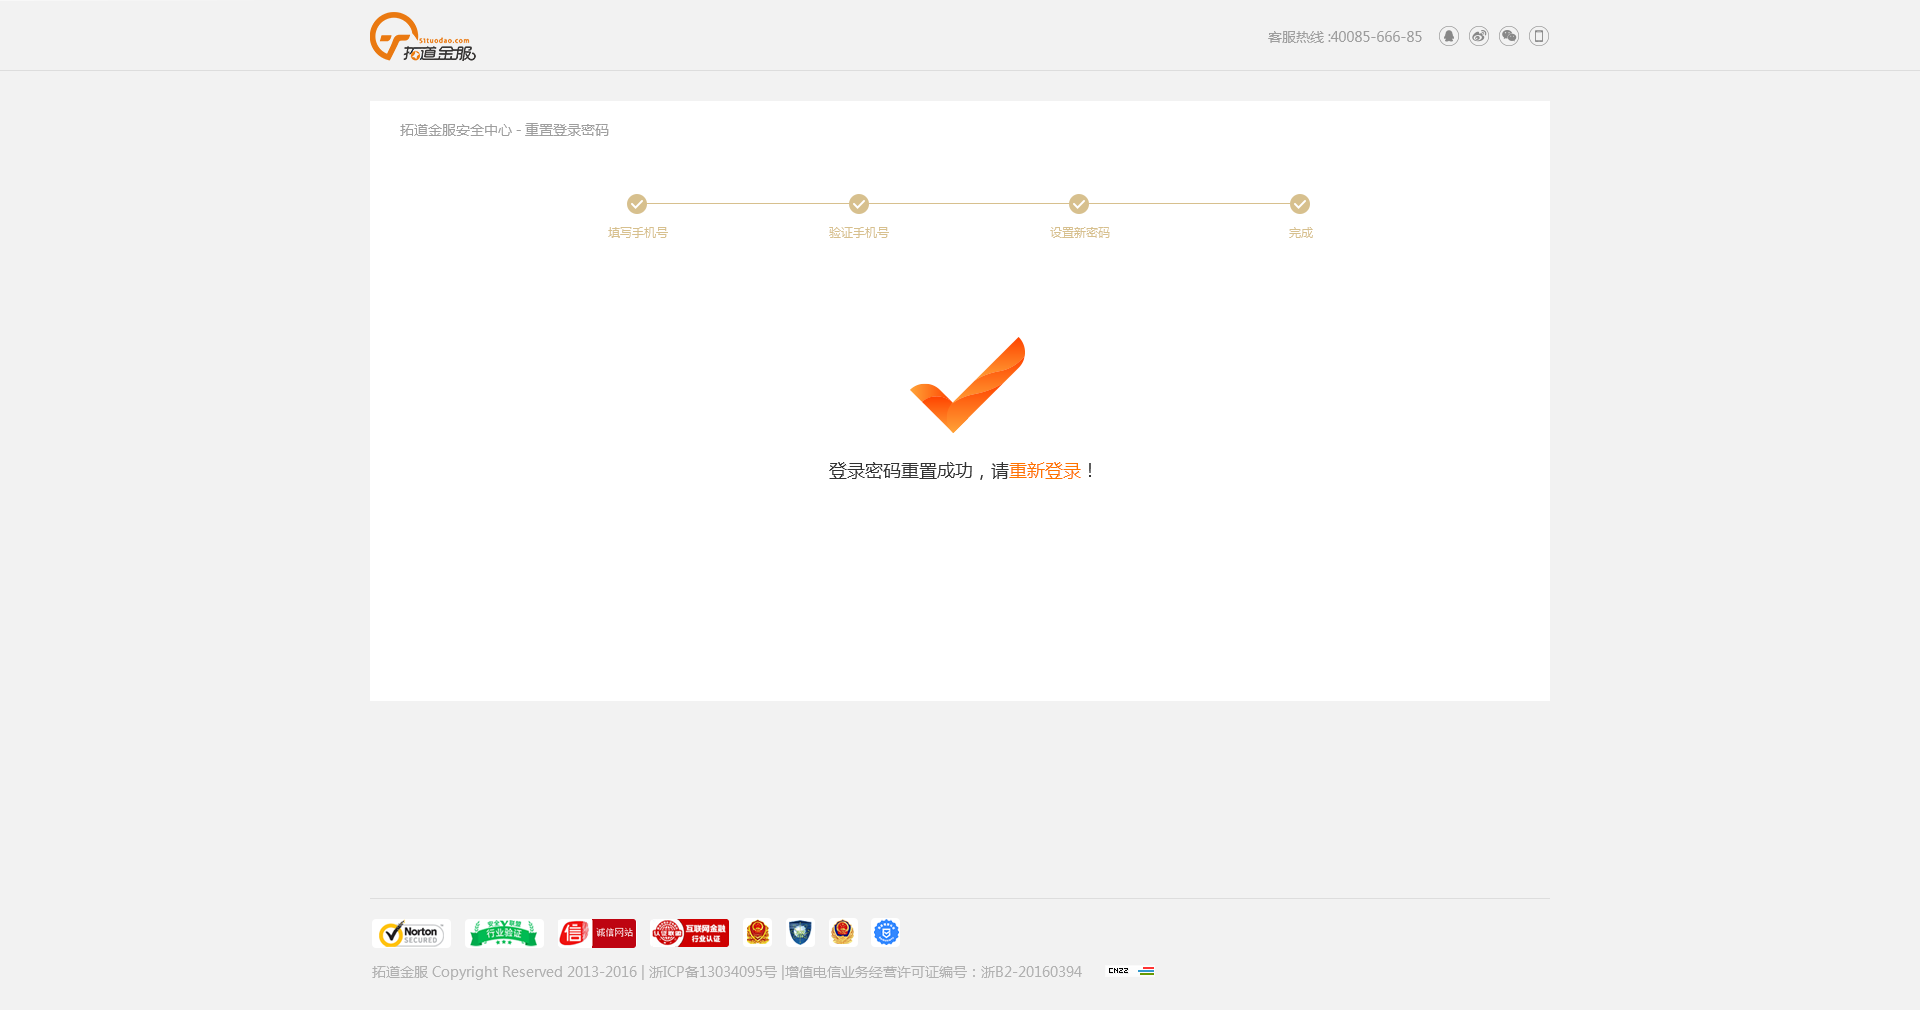 51tuodao.com
拓道金服
客服热线 :40085-666-85
拓道金服安全中心 - 重置登录密码
填写手机号
验证手机号
设置新密码
完成
登录密码重置成功，请重新登录！
Norton
SECURED
安全联盟
行业验证
信 诚信网站
互联网金融
行业认证
拓道金服 Copyright Reserved 2013-2016 | 浙ICP备13034095号 |增值电信业务经营许可证编号：浙B2-20160394
CNZZ